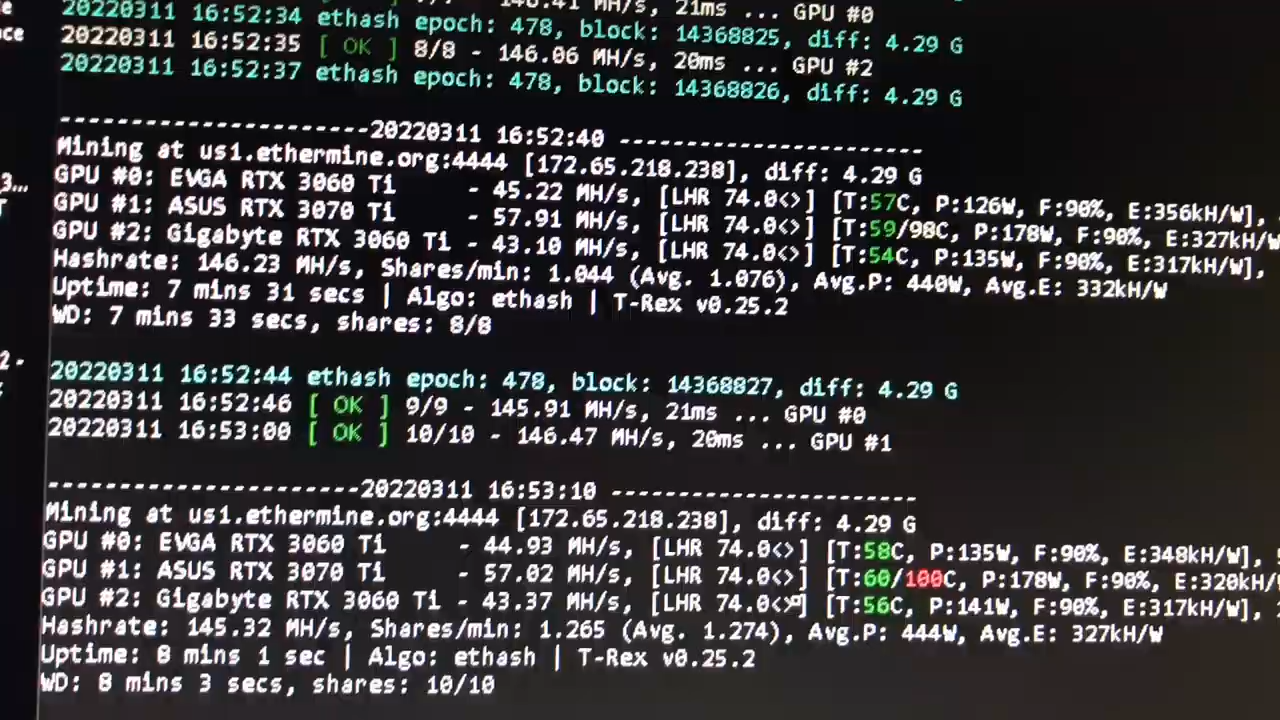 146.41 MH/s, 21ms ... GPU #0
20220311 16:52:34 ethash epoch: 478, block: 14368825, diff: 4.29 G
20220311 16:52:35 [ OK ] 8/8 - 146.06 MH/s, 20ms ... GPU #2
20220311 16:52:37 ethash epoch: 478, block: 14368826, diff: 4.29 G
---------------------20220311 16:52:40 ---------------------
Mining at us1.ethermine.org:4444 [172.65.218.238], diff: 4.29 G
GPU #0: EVGA RTX 3060 Ti - 45.22 MH/s, [LHR 74.0<>] [T:57C, P:126W, F:90%, E:356kH/W],
GPU #1: ASUS RTX 3070 Ti - 57.91 MH/s, [LHR 74.0<>] [T:59/98C, P:178W, F:90%, E:327kH/W
GPU #2: Gigabyte RTX 3060 Ti - 43.10 MH/s, [LHR 74.0<>] [T:54C, P:135W, F:90%, E:317kH/W],
Hashrate: 146.23 MH/s, Shares/min: 1.044 (Avg. 1.076), Avg.P: 440W, Avg.E: 332kH/W
Uptime: 7 mins 31 secs | Algo: ethash | T-Rex v0.25.2
WD: 7 mins 33 secs, shares: 8/8
20220311 16:52:44 ethash epoch: 478, block: 14368827, diff: 4.29 G
20220311 16:52:46 [ OK ] 9/9 - 145.91 MH/s, 21ms ... GPU #0
20220311 16:53:00 [ OK ] 10/10 - 146.47 MH/s, 20ms ... GPU #1
---------------------20220311 16:53:10 ---------------------
Mining at us1.ethermine.org:4444 [172.65.218.238], diff: 4.29 G
GPU #0: EVGA RTX 3060 Ti - 44.93 MH/s, [LHR 74.0<>] [T:58C, P:135W, F:90%, E:348kH/W],
GPU #1: ASUS RTX 3070 Ti - 57.02 MH/s, [LHR 74.0<>] [T:60/100C, P:178W, F:90%, E:320kH/
GPU #2: Gigabyte RTX 3060 Ti - 43.37 MH/s, [LHR 74.0<>] [T:56C, P:141W, F:90%, E:317kH/W],
Hashrate: 145.32 MH/s, Shares/min: 1.265 (Avg. 1.274), Avg.P: 444W, Avg.E: 327kH/W
Uptime: 8 mins 1 sec | Algo: ethash | T-Rex v0.25.2
WD: 8 mins 3 secs, shares: 10/10